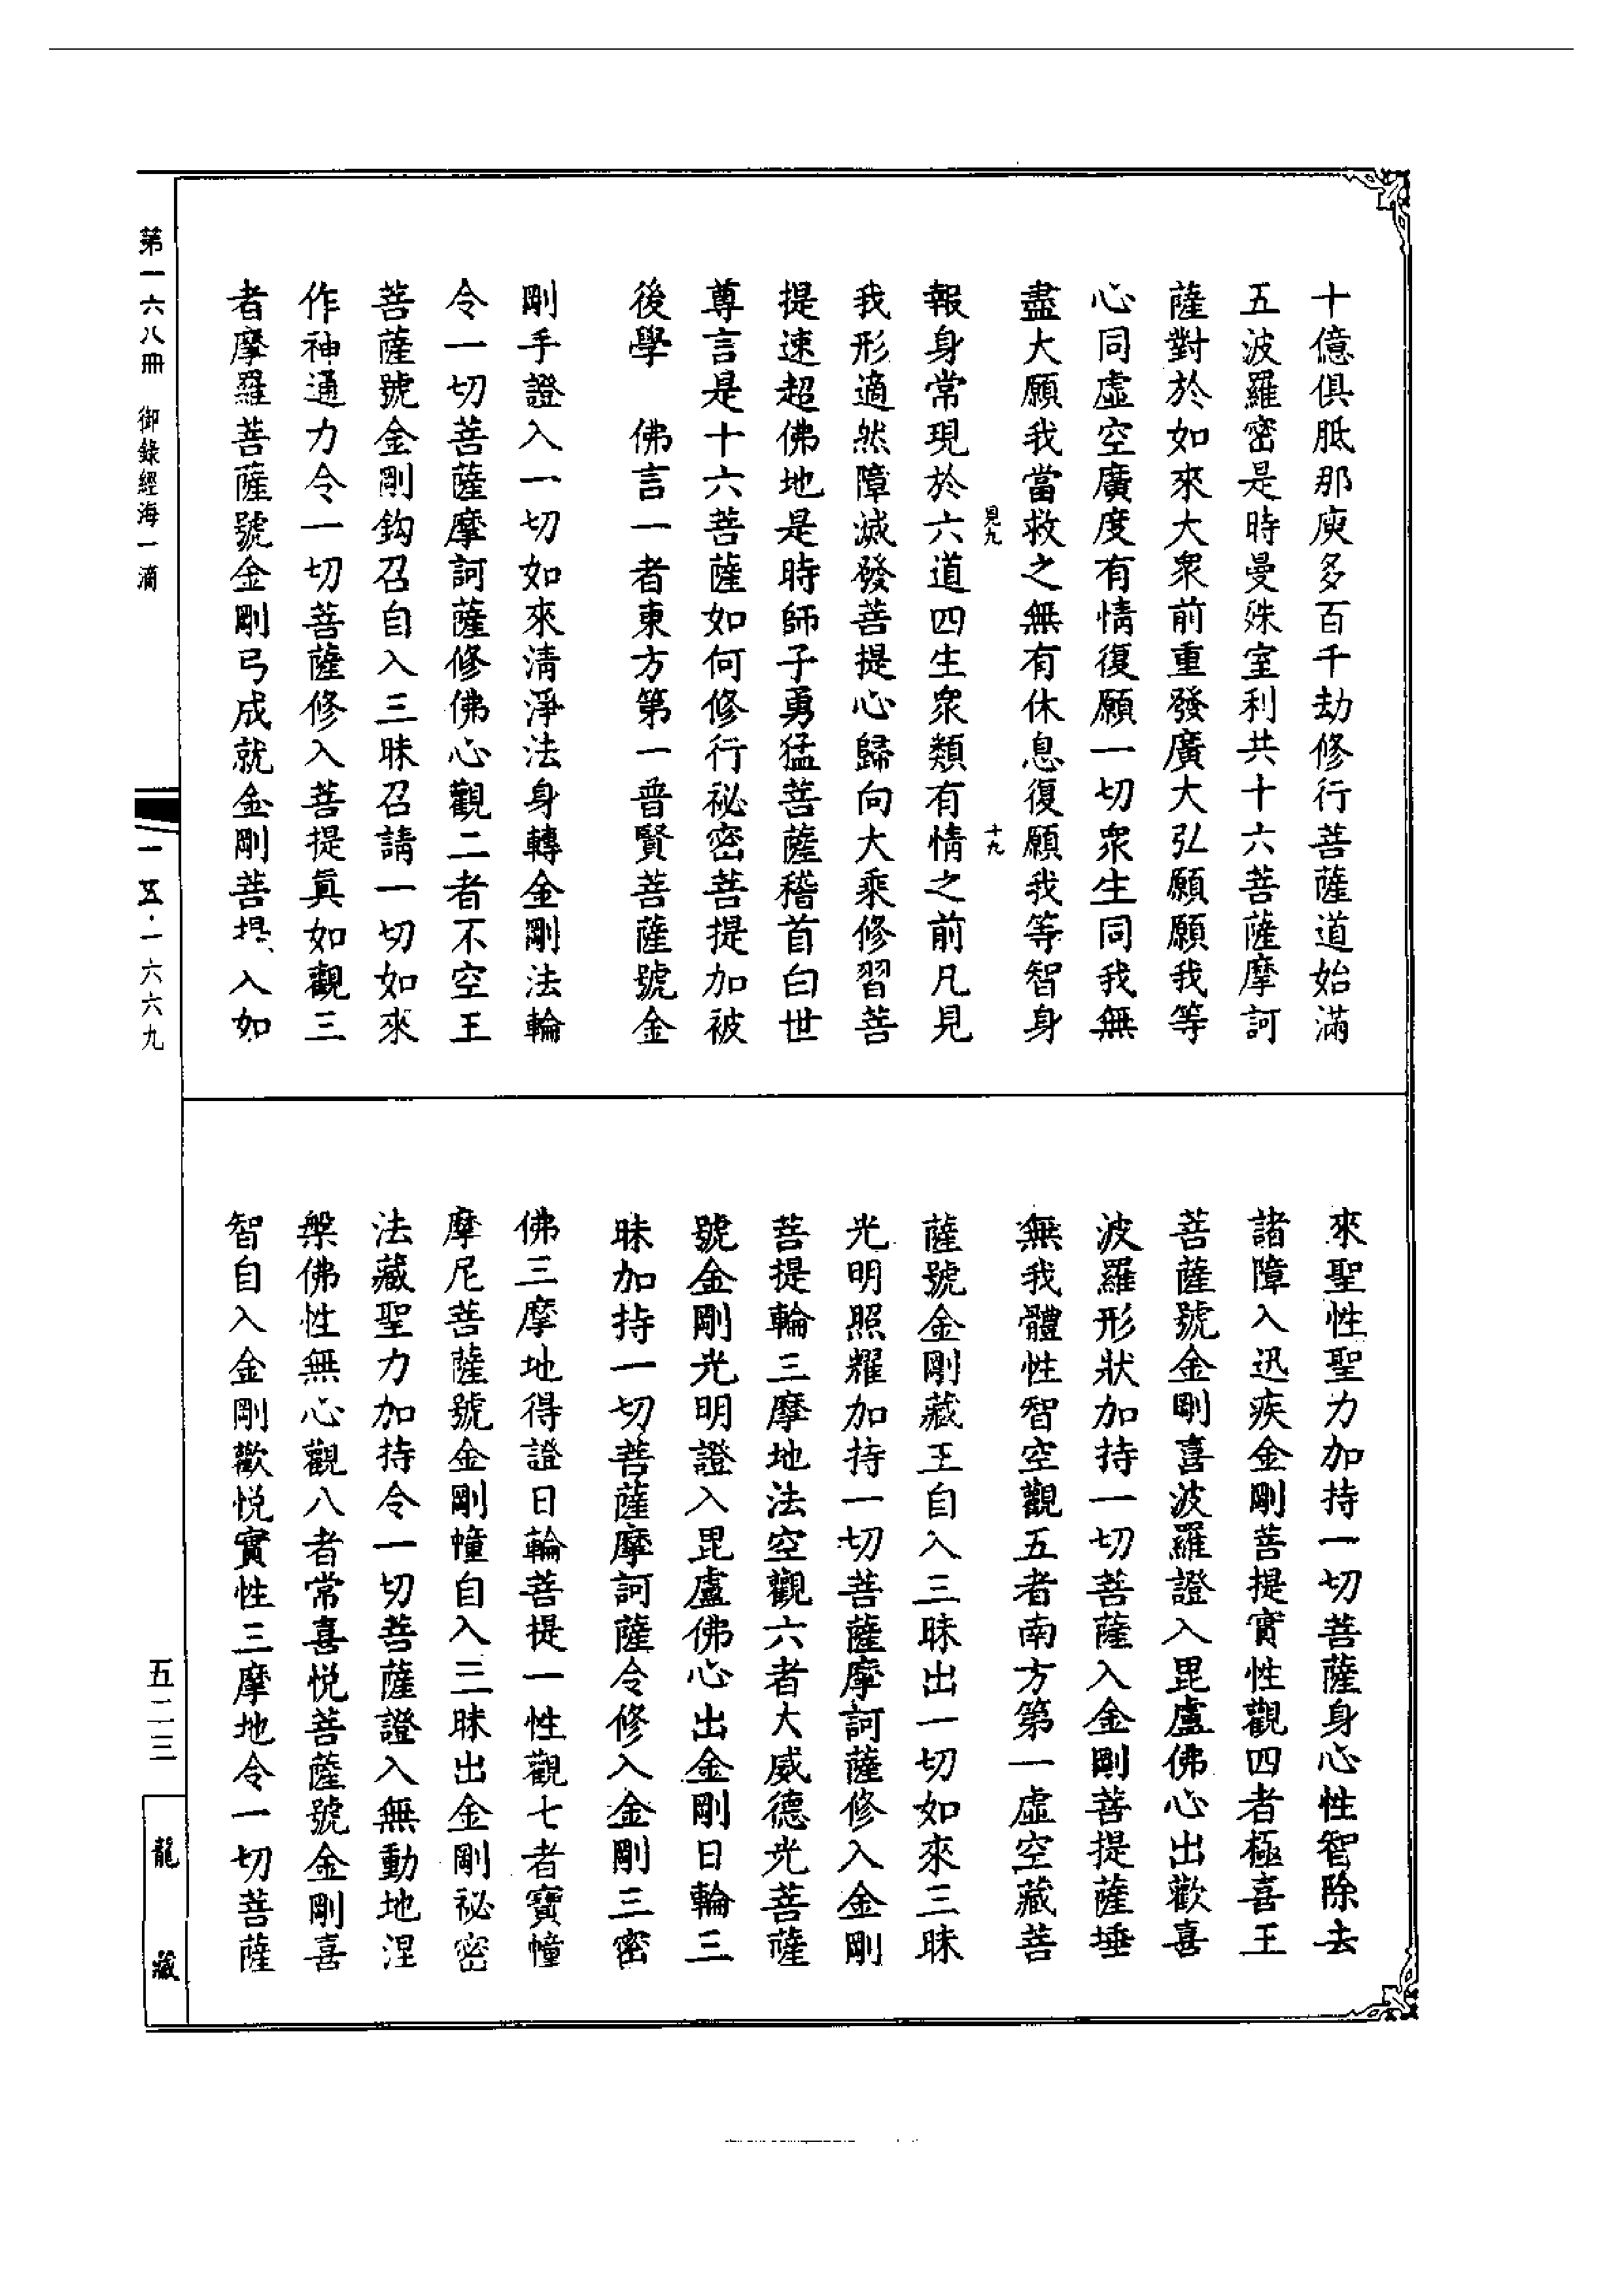 十億俱胝那庾多百千劫修行菩薩道始滿
五波羅密是時曼殊室利共十六菩薩摩訶
薩對於如來大衆前重發廣大弘願願我等
心同虛空廣度有情復願一切衆生同我無
盡大願我當救之無有休息復願我等智身
十九
報身常現於六道四生衆類有情之前凡見
我形適然障滅發菩提心歸向大乘修習菩
提速超佛地是時師子勇猛菩薩稽首白世
尊言是十六菩薩如何修行祕密菩提加被
後學　佛言一者東方第一普賢菩薩號金
剛手證入一切如來清淨法身轉金剛法輪
令一切菩薩摩訶薩修佛心觀二者不空王
菩薩號金剛鈎召自入三昧召請一切如來
作神通力令一切菩薩修入菩提眞如觀三
者摩羅菩薩號金剛弓成就金剛菩提入如
來聖性聖力加持一切菩薩身心性智除去
諸障入迅疾金剛菩提實性觀四者極喜王
菩薩號金剛喜波羅證入毘盧佛心出歡喜
波羅形狀加持一切菩薩入金剛菩提薩埵
無我體性智空觀五者南方第一虛空藏菩
薩號金剛藏王自入三昧出一切如來三昧
光明照耀加持一切菩薩摩訶薩修入金剛
菩提輪三摩地法空觀六者大威德光菩薩
號金剛光明證入毘盧佛心出金剛日輪三
昧加持一切菩薩摩訶薩令修入金剛三密
佛三摩地得證日輪菩提一性觀七者寶幢
摩尼菩薩號金剛幢自入三昧出金剛祕密
法藏聖力加持令一切菩薩證入無動地涅
槃佛性無心觀八者常喜悅菩薩號金剛喜
智自入金剛歡悅實性三摩地令一切菩薩
第一六八冊　御錄經海一滴
一五·一六六九
五二三
龍藏